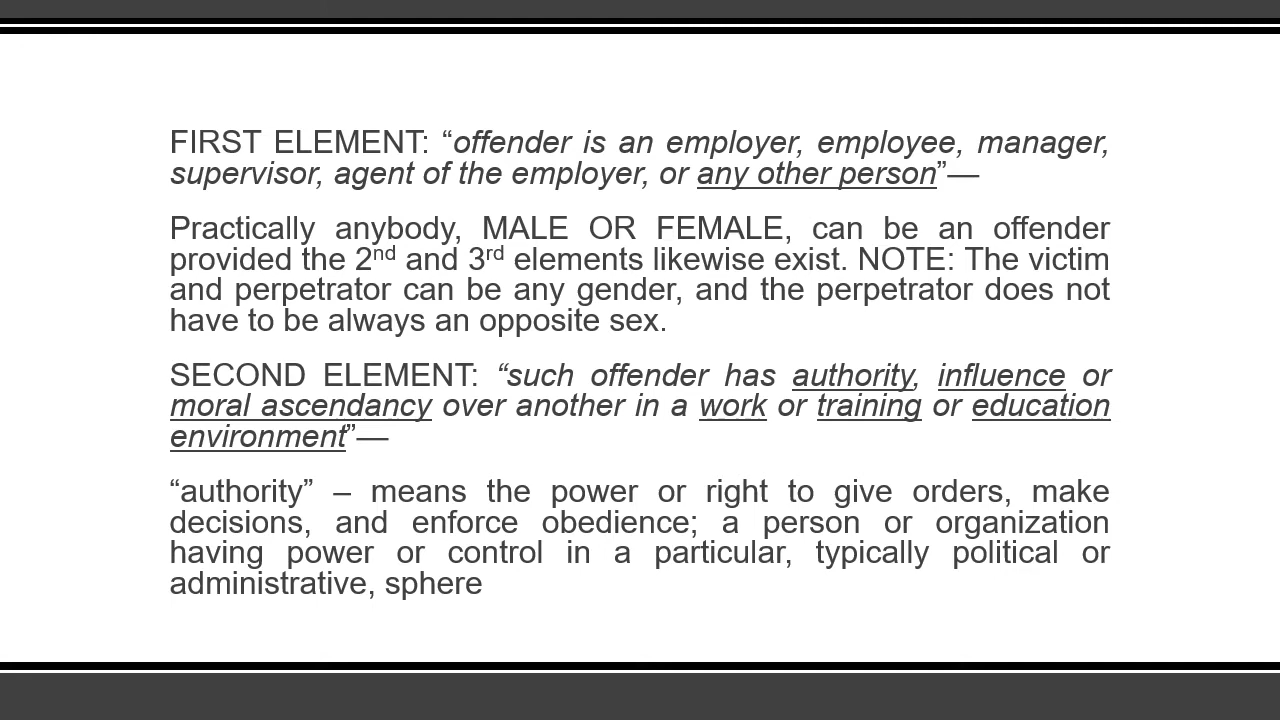 FIRST ELEMENT: “offender is an employer, employee, manager,
supervisor, agent of the employer, or any other person”—
Practically anybody, MALE OR FEMALE, can be an offender
provided the 2nd and 3rd elements likewise exist. NOTE: The victim
and perpetrator can be any gender, and the perpetrator does not
have to be always an opposite sex.
SECOND ELEMENT: “such offender has authority, influence or
moral ascendancy over another in a work or training or education
environment”—
“authority” – means the power or right to give orders, make
decisions, and enforce obedience; a person or organization
having power or control in a particular, typically political or
administrative, sphere